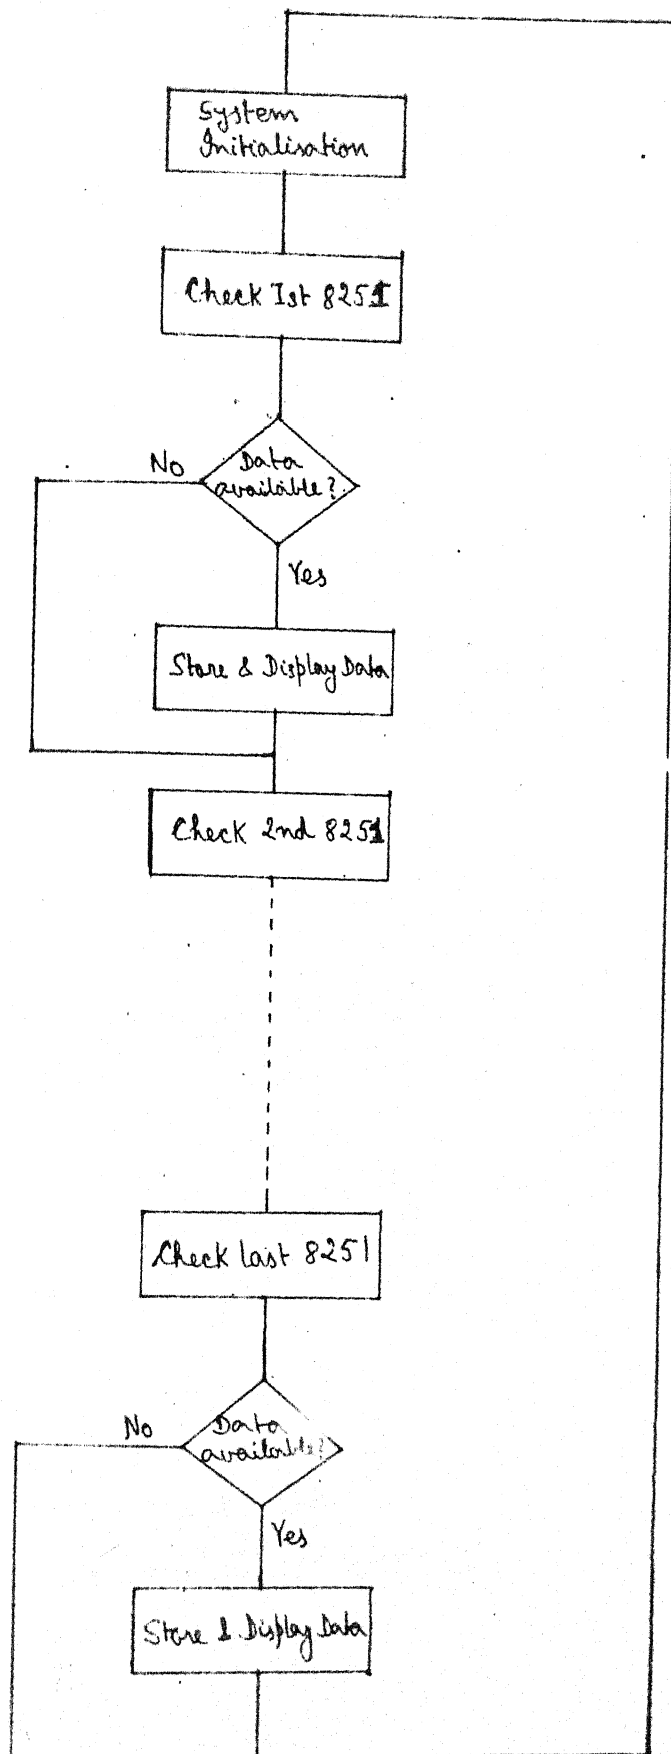 System
Initialisation
Check Ist 8251
No
Data
available?
Yes
Store & Display Data
Check 2nd 8251
Check last 8251
No
Data
available?
Yes
Store & Display Data